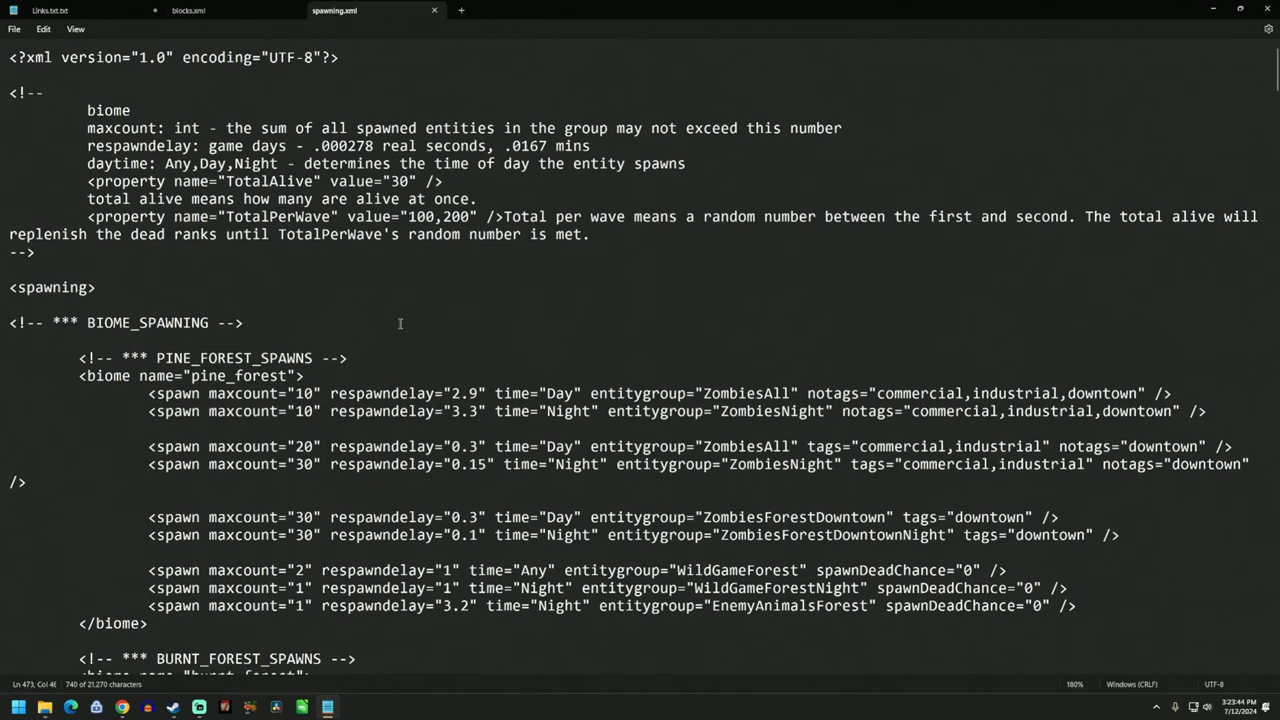 Links.txt.txt
blocks.xml
spawning.xml
File Edit View
<?xml version="1.0" encoding="UTF-8"?>
<!--
biome
maxcount: int - the sum of all spawned entities in the group may not exceed this number
respawndelay: game days - .000278 real seconds, .0167 mins
daytime: Any,Day,Night - determines the time of day the entity spawns
<property name="TotalAlive" value="30" />
total alive means how many are alive at once.
<property name="TotalPerWave" value="100,200" />Total per wave means a random number between the first and second. The total alive will
replenish the dead ranks until TotalPerWave's random number is met.
-->
<spawning>
<!-- *** BIOME_SPAWNING -->
<!-- *** PINE_FOREST_SPAWNS -->
<biome name="pine_forest">
<spawn maxcount="10" respawndelay="2.9" time="Day" entitygroup="ZombiesAll" notags="commercial,industrial,downtown" />
<spawn maxcount="10" respawndelay="3.3" time="Night" entitygroup="ZombiesNight" notags="commercial,industrial,downtown" />
<spawn maxcount="20" respawndelay="0.3" time="Day" entitygroup="ZombiesAll" tags="commercial,industrial" notags="downtown" />
<spawn maxcount="30" respawndelay="0.15" time="Night" entitygroup="ZombiesNight" tags="commercial,industrial" notags="downtown"
/>
<spawn maxcount="30" respawndelay="0.3" time="Day" entitygroup="ZombiesForestDowntown" tags="downtown" />
<spawn maxcount="30" respawndelay="0.1" time="Night" entitygroup="ZombiesForestDowntownNight" tags="downtown" />
<spawn maxcount="2" respawndelay="1" time="Any" entitygroup="WildGameForest" spawnDeadChance="0" />
<spawn maxcount="1" respawndelay="1" time="Night" entitygroup="WildGameForestNight" spawnDeadChance="0" />
<spawn maxcount="1" respawndelay="3.2" time="Night" entitygroup="EnemyAnimalsForest" spawnDeadChance="0" />
</biome>
<!-- *** BURNT_FOREST_SPAWNS -->
<biome name="burnt_forest">
Ln 473, Col 48 740 of 21,270 characters 180% Windows (CRLF) UTF-8
3:23:44 PM
7/12/2024